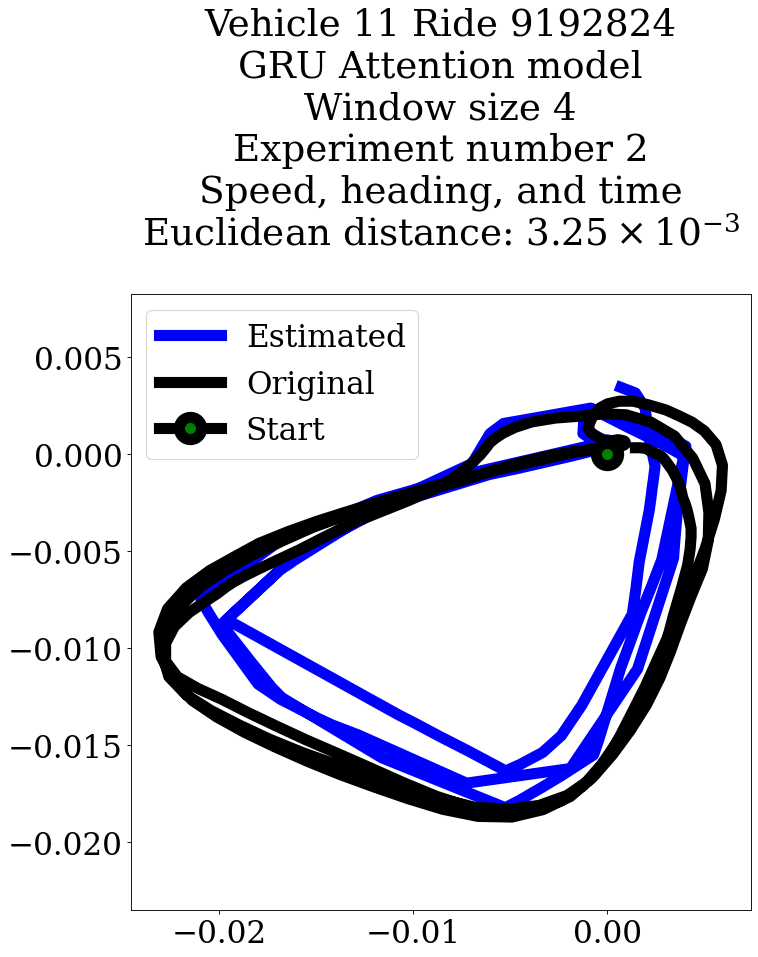 Vehicle 11 Ride 9192824
GRU Attention model
Window size 4
Experiment number 2
Speed, heading, and time
Euclidean distance: 3.25 × 10⁻³
Estimated
Original
Start
0.005
0.000
−0.005
−0.010
−0.015
−0.020
−0.02 −0.01 0.00